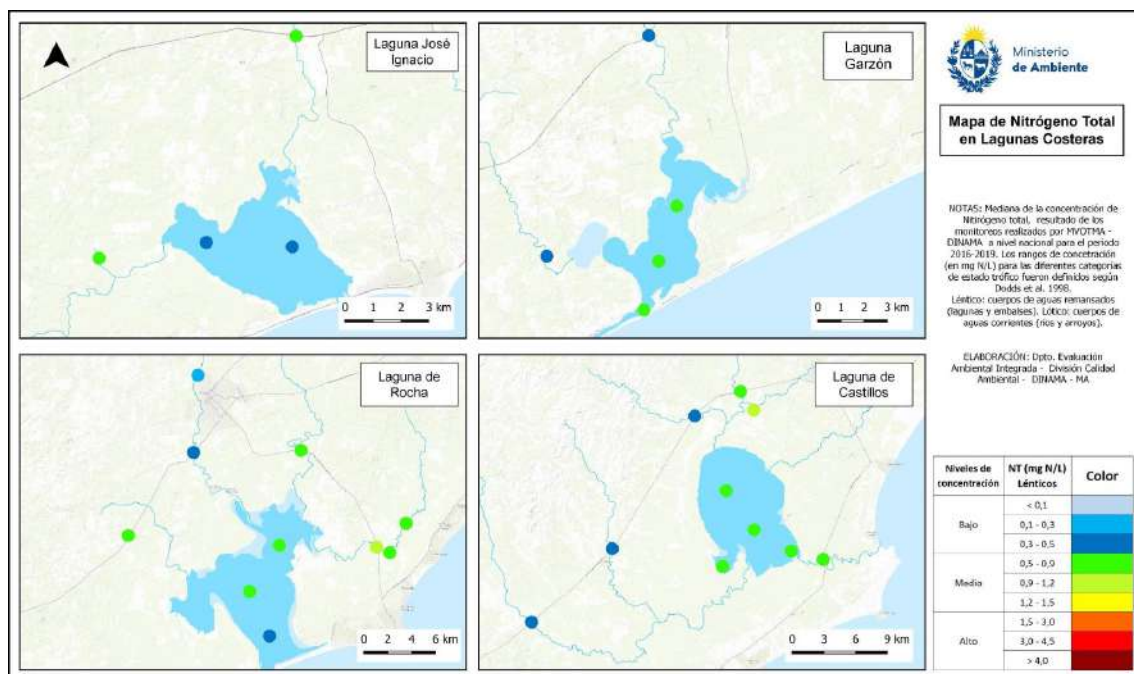 Laguna José
Ignacio
0 1 2 3 km
Laguna
Garzón
0 1 2 3 km
Laguna de
Rocha
0 2 4 6 km
Laguna de
Castillos
0 3 6 9 km
Ministerio
de Ambiente
Mapa de Nitrógeno Total
en Lagunas Costeras
NOTAS: Mediana de la concentración de
Nitirógeno total, resultado de los
monitoreos realizados por MVOTMA -
DINAMA a nivel nacional para el periodo
2016-2019. Los rangos de concetración
(en mg N/L) para las diferentes categorías
de estado trófico fueron definidos según
Dodds et al. 1998.
Léntico: cuerpos de aguas remansados
(lagunas y embalses). Lótico: cuerpos de
aguas corrientes (ríos y arroyos).
ELABORACIÓN: Dpto. Evaluación
Ambiental Integrada - División Calidad
Ambiental - DINAMA - MA
Niveles de concentración NT (mg N/L) Lénticos Color
Bajo
< 0,1
0,1 - 0,3
0,3 - 0,5
Medio
0,5 - 0,9
0,9 - 1,2
1,2 - 1,5
Alto
1,5 - 3,0
3,0 - 4,5
> 4,0